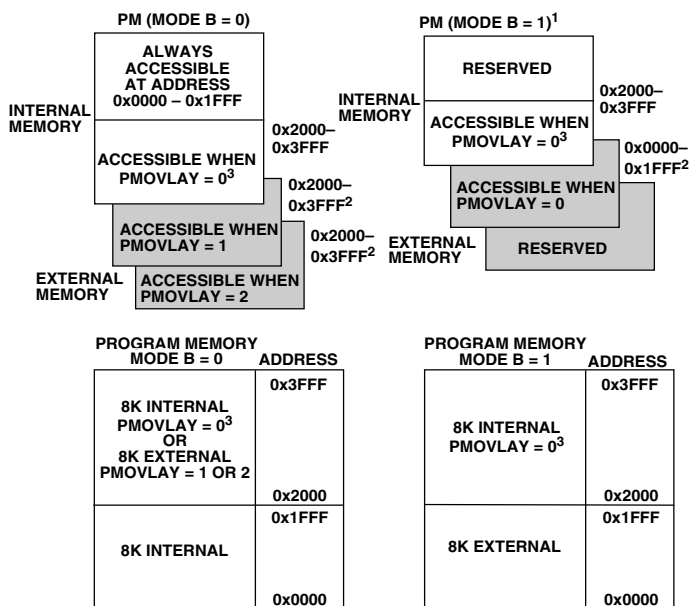 PM (MODE B = 0)
ALWAYS
ACCESSIBLE
AT ADDRESS
0x0000 – 0x1FFF
INTERNAL
MEMORY
0x2000–
0x3FFF
ACCESSIBLE WHEN
PMOVLAY = 0³
0x2000–
0x3FFF²
ACCESSIBLE WHEN
PMOVLAY = 1
0x2000–
0x3FFF²
EXTERNAL
MEMORY
ACCESSIBLE WHEN
PMOVLAY = 2
PM (MODE B = 1)¹
RESERVED
INTERNAL
MEMORY
0x2000–
0x3FFF
ACCESSIBLE WHEN
PMOVLAY = 0³
0x0000–
0x1FFF²
ACCESSIBLE WHEN
PMOVLAY = 0
EXTERNAL
MEMORY
RESERVED
PROGRAM MEMORY
MODE B = 0
ADDRESS
0x3FFF
8K INTERNAL
PMOVLAY = 0³
OR
8K EXTERNAL
PMOVLAY = 1 OR 2
0x2000
0x1FFF
8K INTERNAL
0x0000
PROGRAM MEMORY
MODE B = 1
ADDRESS
0x3FFF
8K INTERNAL
PMOVLAY = 0³
0x2000
0x1FFF
8K EXTERNAL
0x0000